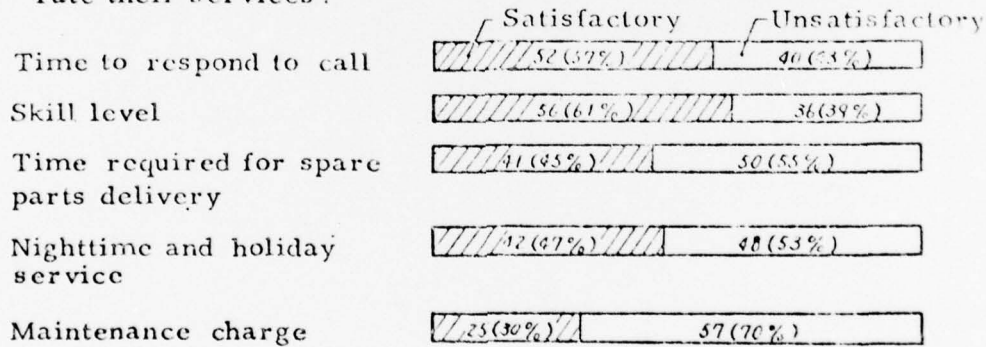 rate their services?
Satisfactory Unsatisfactory
Time to respond to call 52(57%) 40(43%)
Skill level 56(61%) 36(39%)
Time required for spare 41(45%) 50(55%)
parts delivery
Nighttime and holiday 42(47%) 48(53%)
service
Maintenance charge 25(30%) 57(70%)